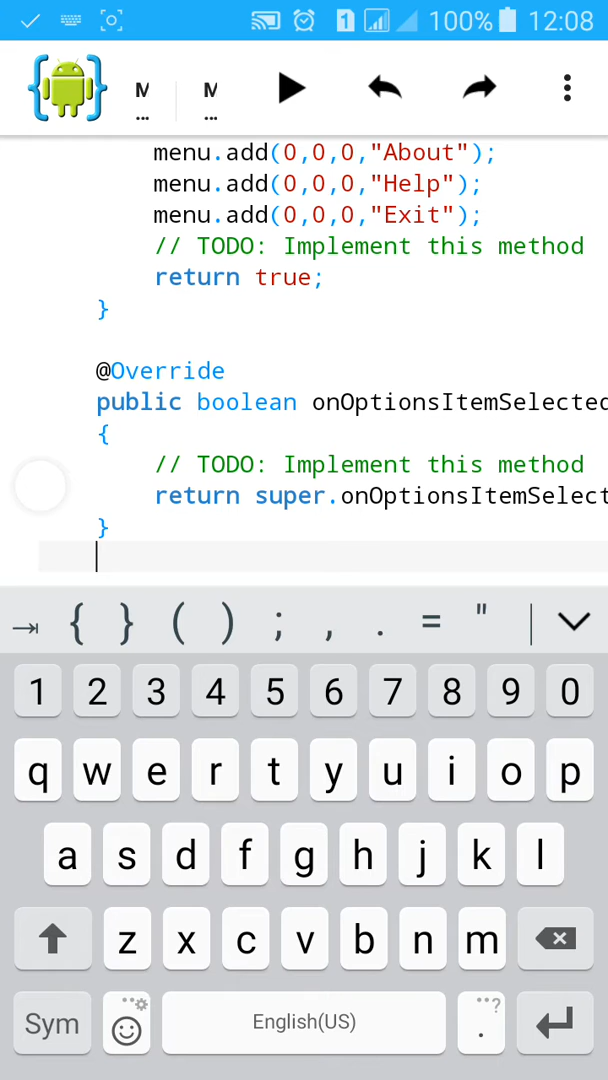 1 100% 12:08
M... M...
menu.add(0,0,0,"About");
menu.add(0,0,0,"Help");
menu.add(0,0,0,"Exit");
// TODO: Implement this method
return true;
}
@Override
public boolean onOptionsItemSelected
{
// TODO: Implement this method
return super.onOptionsItemSelect
}
{ } ( ) ; , . = " |
1 2 3 4 5 6 7 8 9 0
q w e r t y u i o p
a s d f g h j k l
z x c v b n m
Sym English(US) . ?